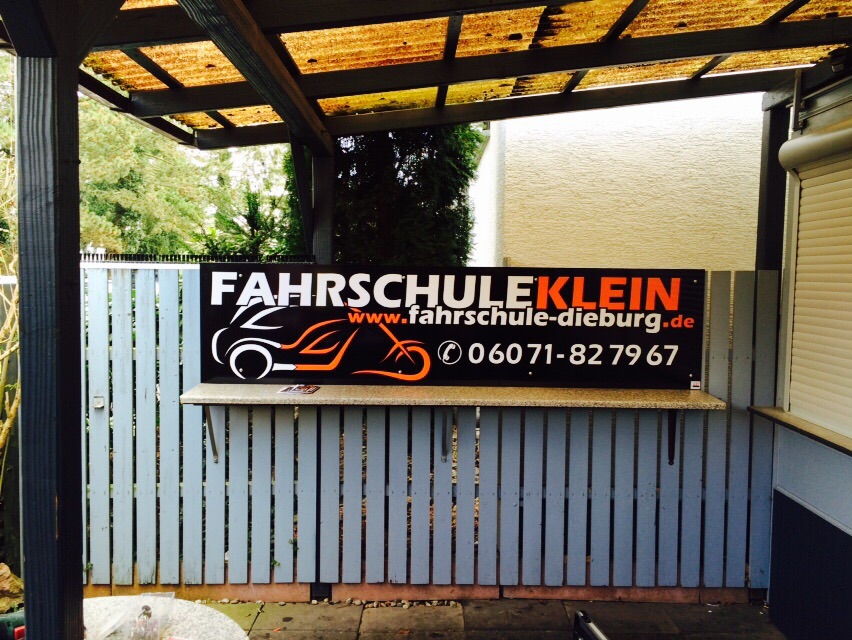 FAHRSCHULEKLEIN
www.fahrschule-dieburg.de
✆ 06071-827967